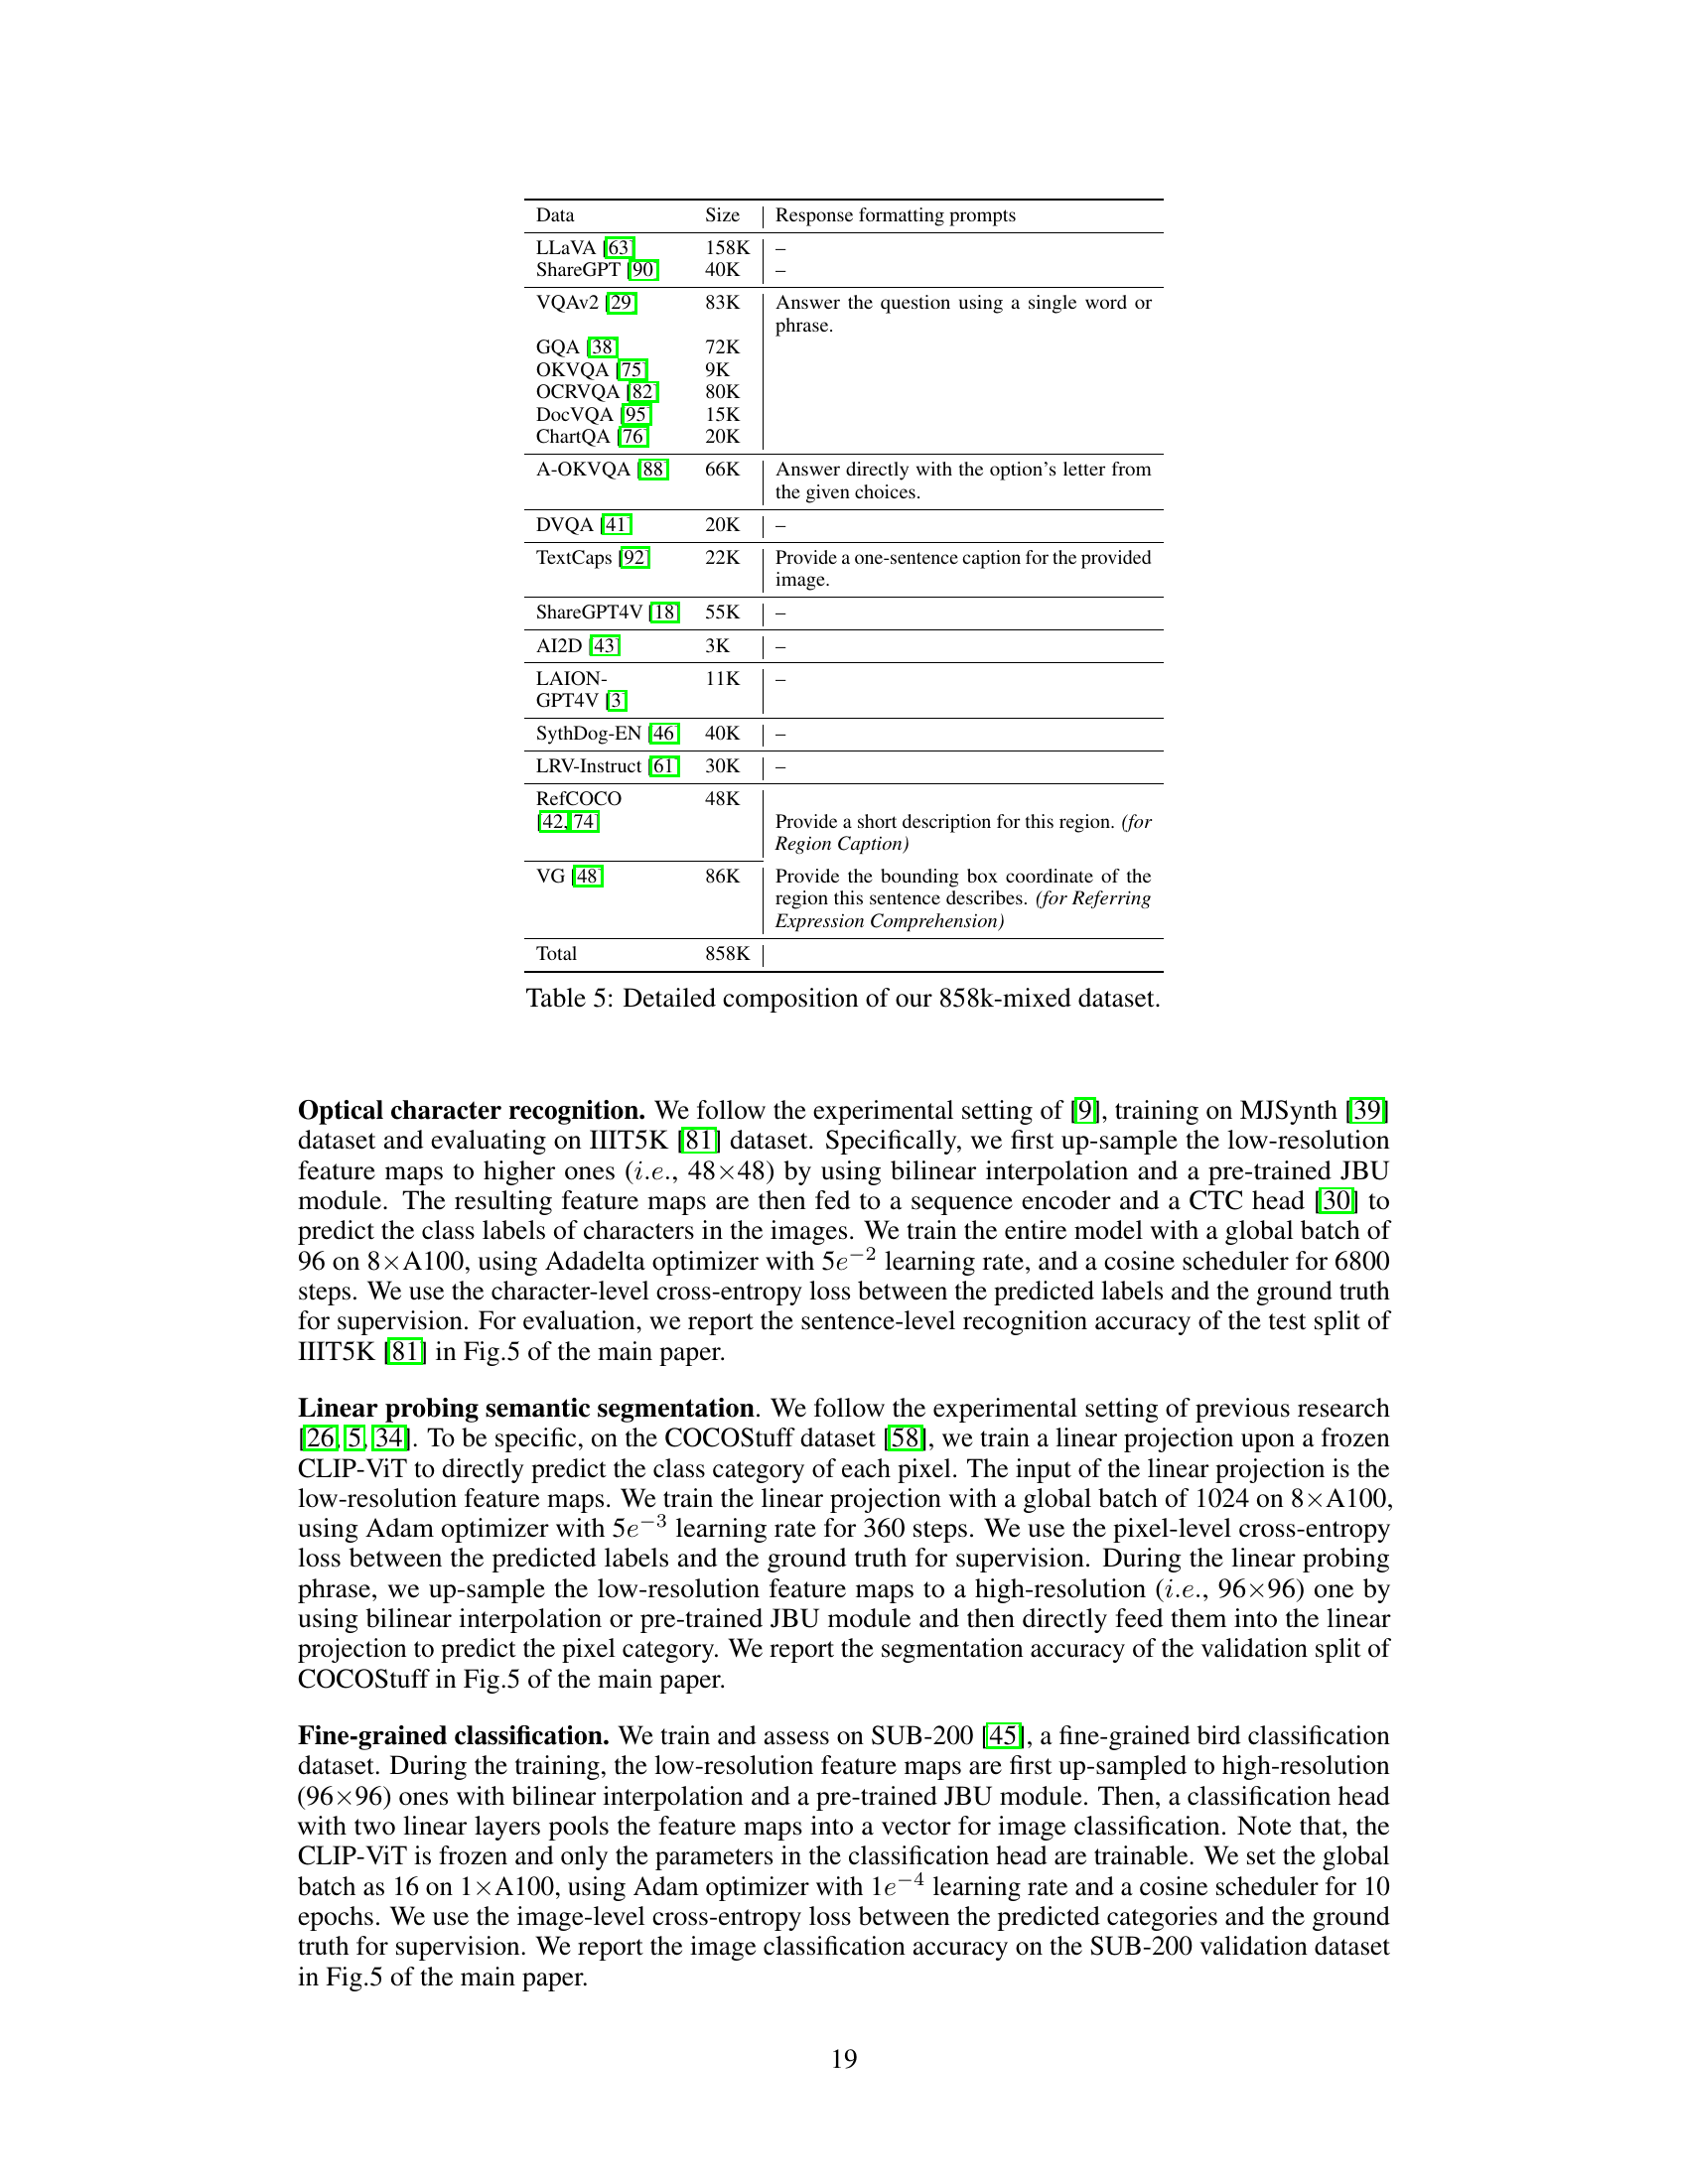 Data Size Response formatting prompts
LLaVA [63] 158K –
ShareGPT [90] 40K –
VQAv2 [29] 83K Answer the question using a single word or
phrase.
GQA [38] 72K
OKVQA [75] 9K
OCRVQA [82] 80K
DocVQA [95] 15K
ChartQA [76] 20K
A-OKVQA [88] 66K Answer directly with the option's letter from
the given choices.
DVQA [41] 20K –
TextCaps [92] 22K Provide a one-sentence caption for the provided
image.
ShareGPT4V [18] 55K –
AI2D [43] 3K –
LAION- 11K –
GPT4V [3]
SythDog-EN [46] 40K –
LRV-Instruct [61] 30K –
RefCOCO 48K
[42, 74] Provide a short description for this region. (for
Region Caption)
VG [48] 86K Provide the bounding box coordinate of the
region this sentence describes. (for Referring
Expression Comprehension)
Total 858K
Table 5: Detailed composition of our 858k-mixed dataset.
Optical character recognition. We follow the experimental setting of [9], training on MJSynth [39]
dataset and evaluating on IIIT5K [81] dataset. Specifically, we first up-sample the low-resolution
feature maps to higher ones (i.e., 48×48) by using bilinear interpolation and a pre-trained JBU
module. The resulting feature maps are then fed to a sequence encoder and a CTC head [30] to
predict the class labels of characters in the images. We train the entire model with a global batch of
96 on 8×A100, using Adadelta optimizer with 5e⁻² learning rate, and a cosine scheduler for 6800
steps. We use the character-level cross-entropy loss between the predicted labels and the ground truth
for supervision. For evaluation, we report the sentence-level recognition accuracy of the test split of
IIIT5K [81] in Fig.5 of the main paper.
Linear probing semantic segmentation. We follow the experimental setting of previous research
[26, 5, 34]. To be specific, on the COCOStuff dataset [58], we train a linear projection upon a frozen
CLIP-ViT to directly predict the class category of each pixel. The input of the linear projection is the
low-resolution feature maps. We train the linear projection with a global batch of 1024 on 8×A100,
using Adam optimizer with 5e⁻³ learning rate for 360 steps. We use the pixel-level cross-entropy
loss between the predicted labels and the ground truth for supervision. During the linear probing
phrase, we up-sample the low-resolution feature maps to a high-resolution (i.e., 96×96) one by
using bilinear interpolation or pre-trained JBU module and then directly feed them into the linear
projection to predict the pixel category. We report the segmentation accuracy of the validation split of
COCOStuff in Fig.5 of the main paper.
Fine-grained classification. We train and assess on SUB-200 [45], a fine-grained bird classification
dataset. During the training, the low-resolution feature maps are first up-sampled to high-resolution
(96×96) ones with bilinear interpolation and a pre-trained JBU module. Then, a classification head
with two linear layers pools the feature maps into a vector for image classification. Note that, the
CLIP-ViT is frozen and only the parameters in the classification head are trainable. We set the global
batch as 16 on 1×A100, using Adam optimizer with 1e⁻⁴ learning rate and a cosine scheduler for 10
epochs. We use the image-level cross-entropy loss between the predicted categories and the ground
truth for supervision. We report the image classification accuracy on the SUB-200 validation dataset
in Fig.5 of the main paper.
19